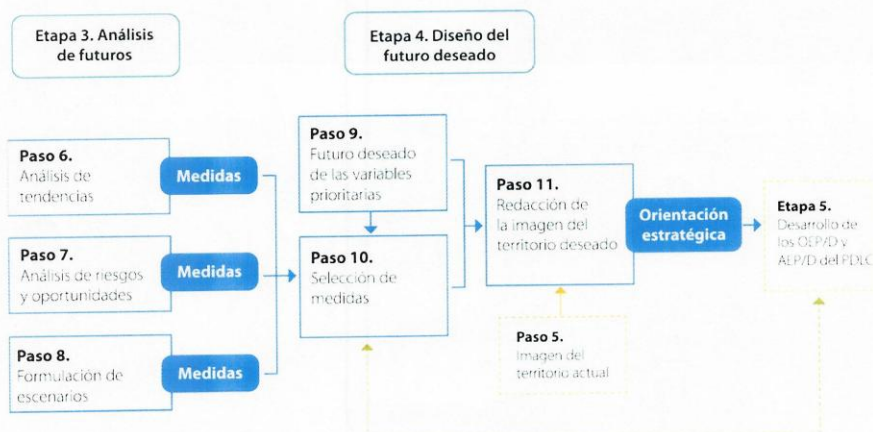 Etapa 3. Análisis
de futuros
Etapa 4. Diseño del
futuro deseado
Paso 6.
Análisis de
tendencias
Medidas
Paso 7.
Análisis de riesgos
y oportunidades
Medidas
Paso 8.
Formulación de
escenarios
Medidas
Paso 9.
Futuro deseado
de las variables
prioritarias
Paso 10.
Selección de
medidas
Paso 11.
Redacción de
la imagen del
territorio deseado
Orientación
estratégica
Paso 5.
Imagen del
territorio actual
Etapa 5.
Desarrollo de
los OEP/D y
AEP/D del PDLC